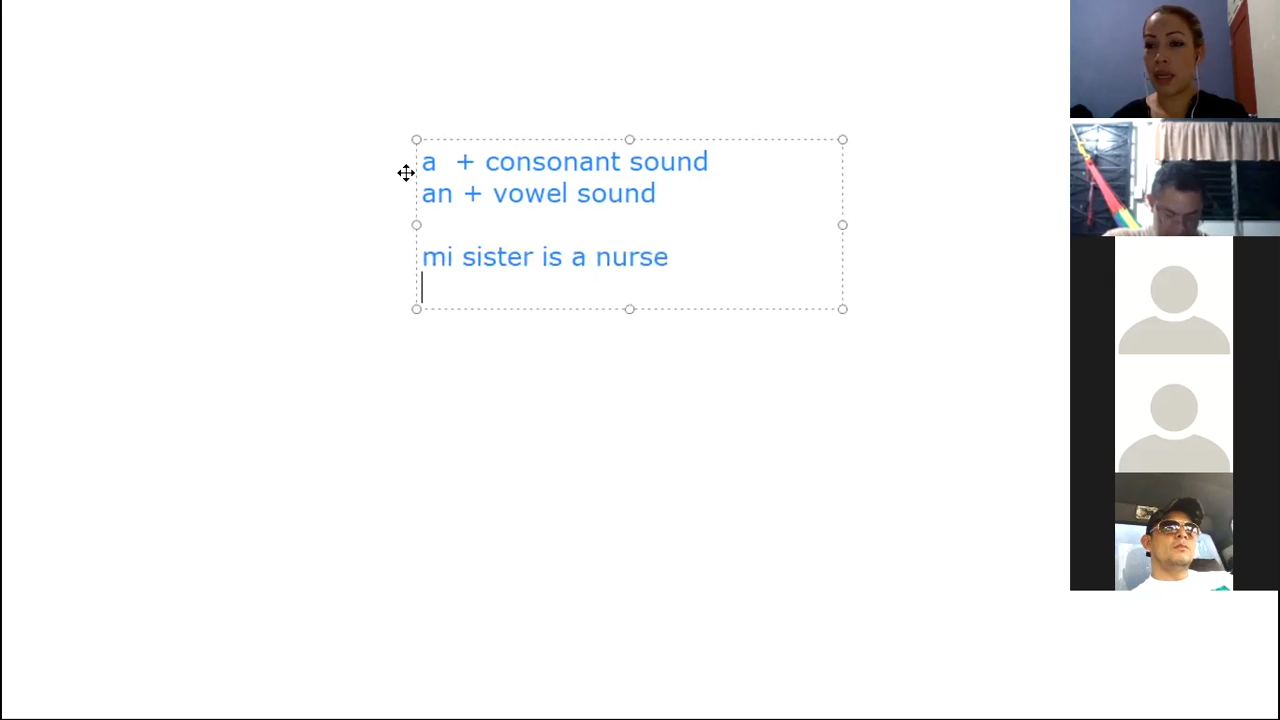 a + consonant sound
an + vowel sound
mi sister is a nurse